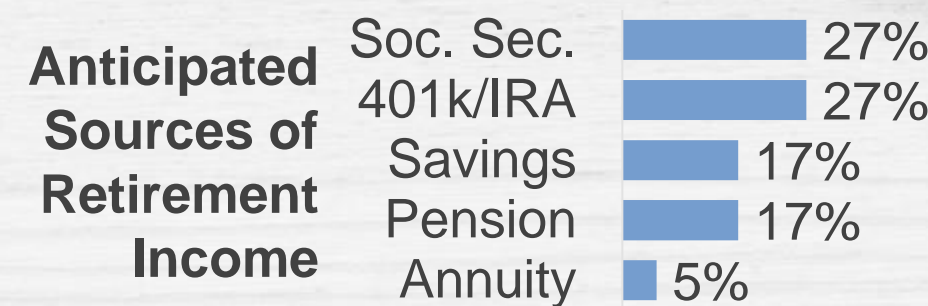 Anticipated
Sources of
Retirement
Income
Soc. Sec. 27%
401k/IRA 27%
Savings 17%
Pension 17%
Annuity 5%